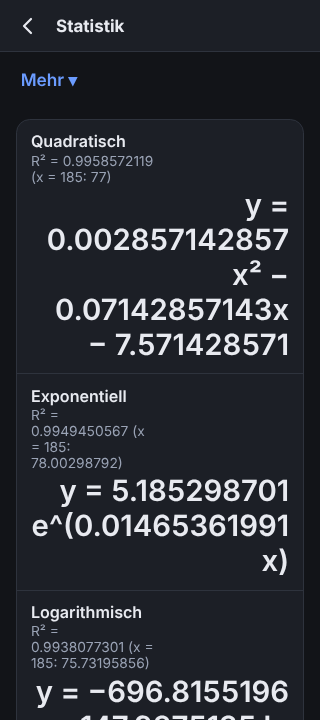 Statistik
Mehr ▾
Quadratisch
R² = 0.9958572119
(x = 185: 77)
y =
0.002857142857
x² −
0.07142857143x
− 7.571428571
Exponentiell
R² =
0.9949450567 (x
= 185:
78.00298792)
y = 5.185298701
e^(0.01465361991
x)
Logarithmisch
R² =
0.9938077301 (x =
185: 75.73195856)
y = −696.8155196